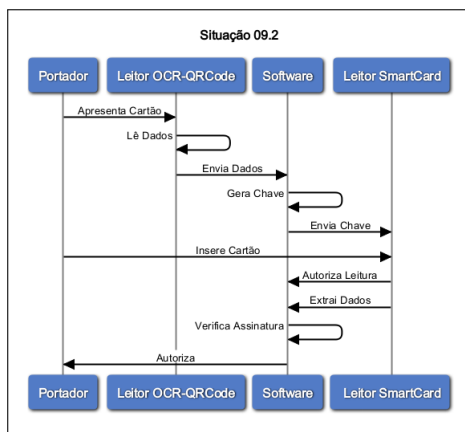 Situação 09.2
Portador Leitor OCR-QRCode Software Leitor SmartCard
Apresenta Cartão
Lê Dados
Envia Dados
Gera Chave
Envia Chave
Insere Cartão
Autoriza Leitura
Extrai Dados
Verifica Assinatura
Autoriza
Portador Leitor OCR-QRCode Software Leitor SmartCard